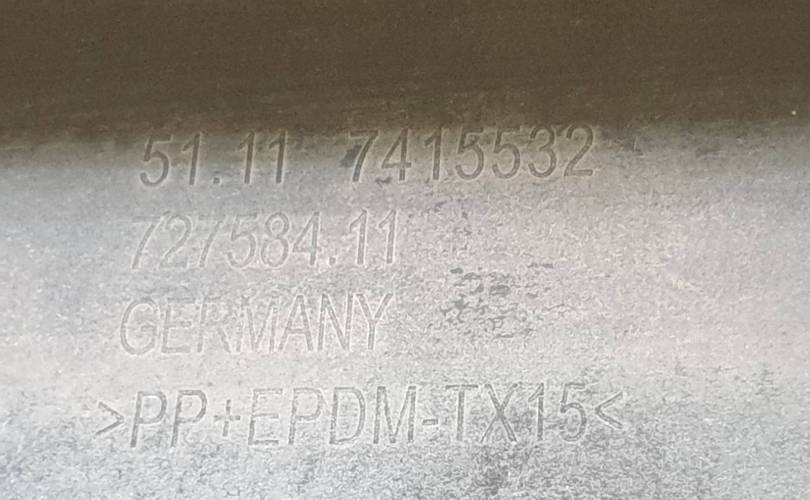 51.11 7415532
727584.11
GERMANY
>PP+EPDM-TX15<